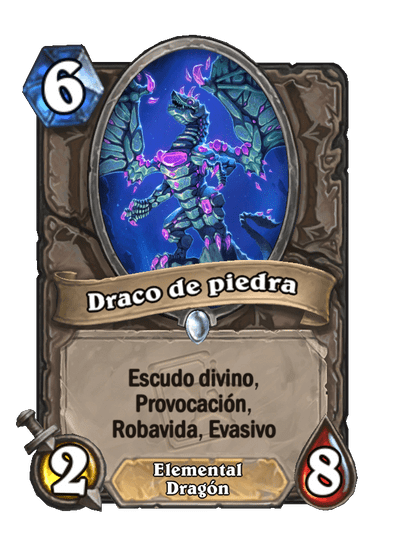 6
Draco de piedra
Escudo divino,
Provocación,
Robavida, Evasivo
2
Elemental
Dragón
8